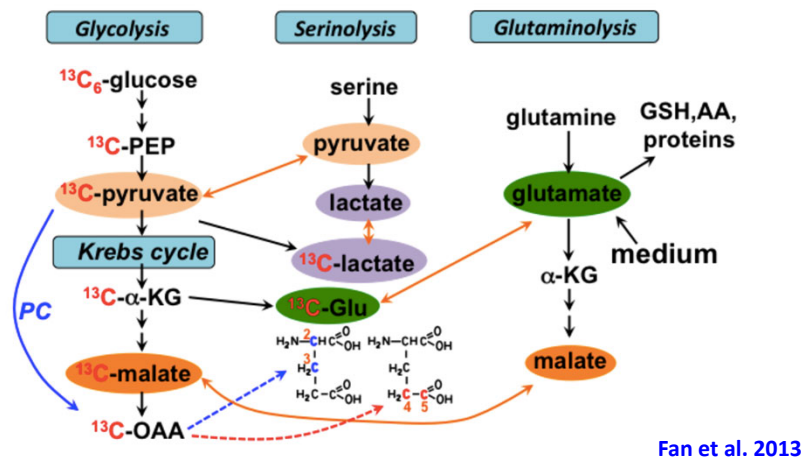 Glycolysis
Serinolysis
Glutaminolysis
¹³C₆-glucose
¹³C-PEP
¹³C-pyruvate
Krebs cycle
PC
¹³C-α-KG
¹³C-malate
¹³C-OAA
serine
pyruvate
lactate
¹³C-lactate
¹³C-Glu
2
H₂N-CHC
O
OH
3
H₂C
H₂C-C
O
OH
H₂N-CHC
O
OH
CH₂
H₂C-C
O
OH
4 5
glutamine
GSH,AA,
proteins
glutamate
medium
α-KG
malate
Fan et al. 2013